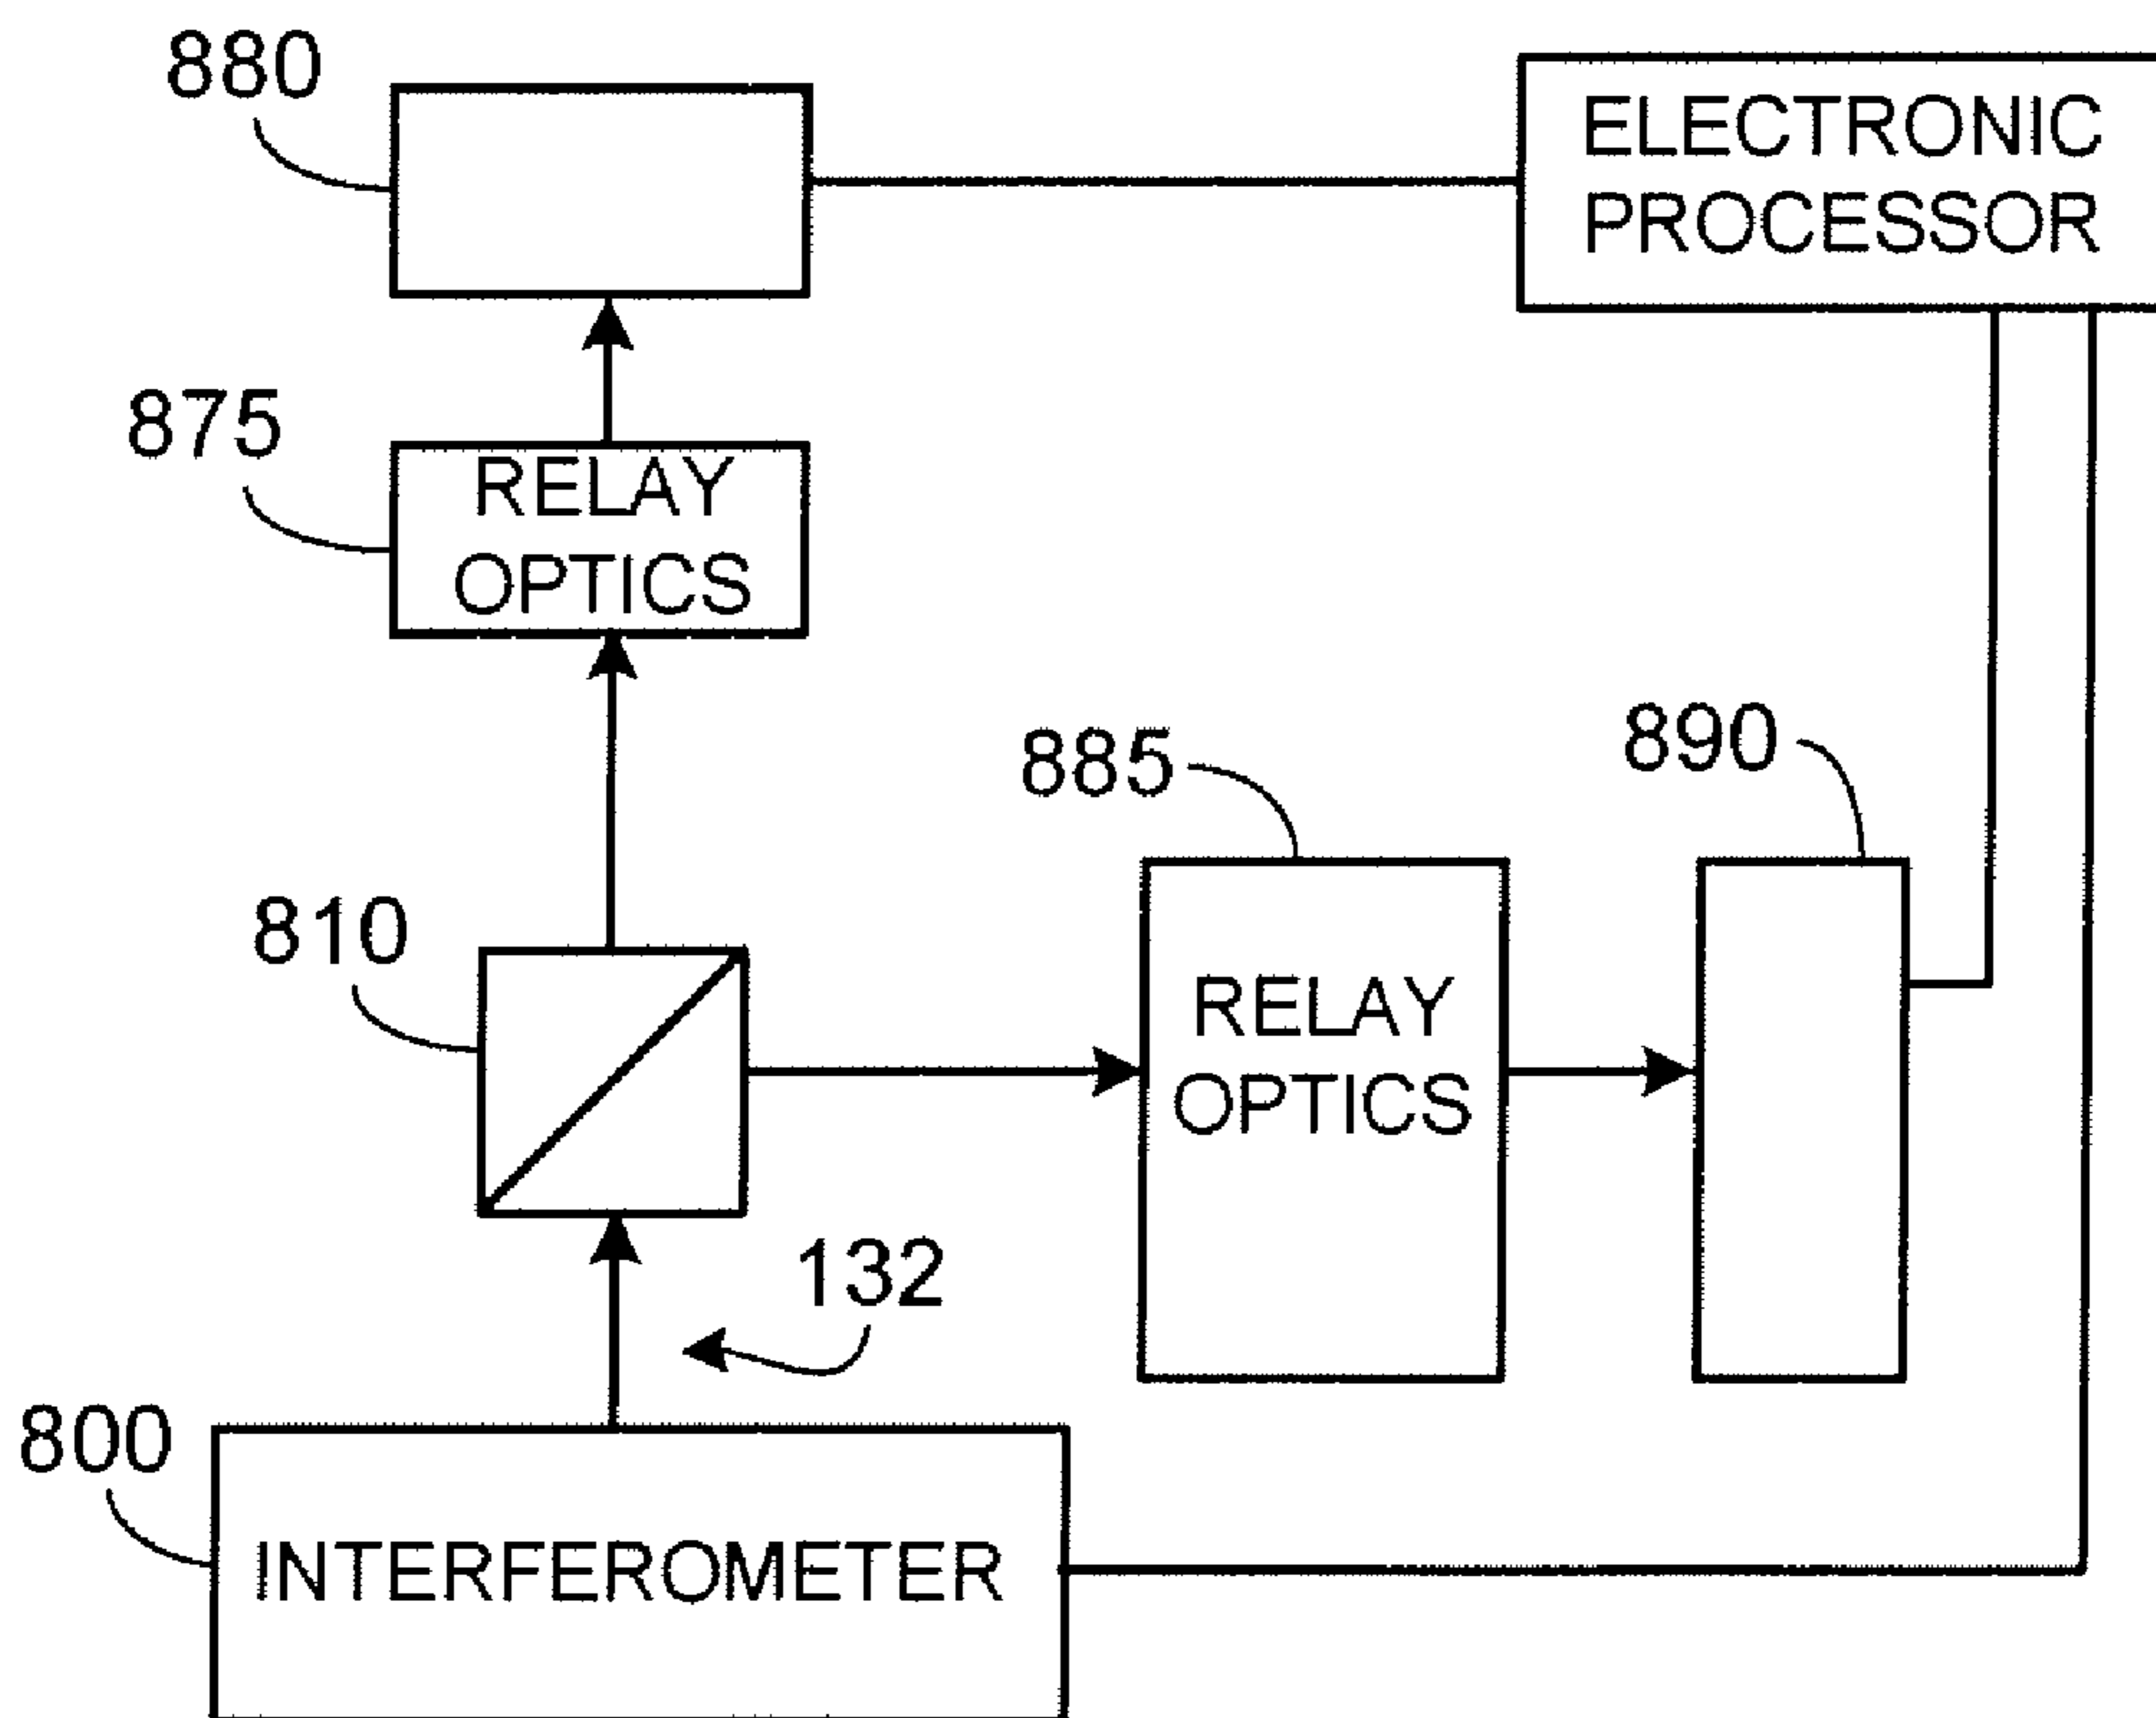 880
ELECTRONIC
PROCESSOR
875
RELAY
OPTICS
885
890
810
RELAY
OPTICS
132
800
INTERFEROMETER